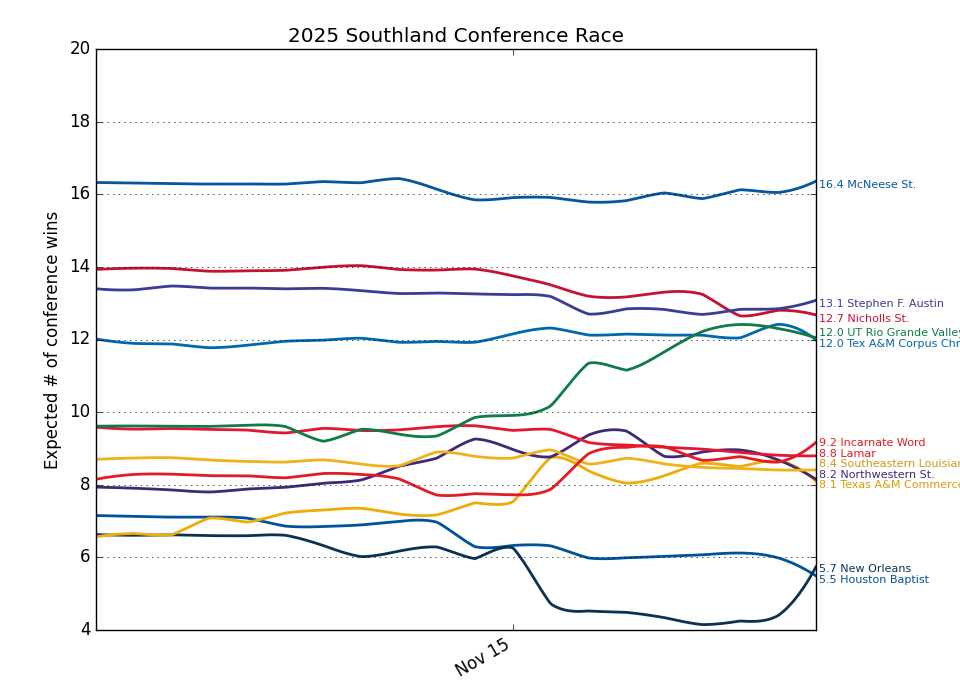 2025 Southland Conference Race
Expected # of conference wins
20
18
16
14
12
10
8
6
4
Nov 15
16.4 McNeese St.
13.1 Stephen F. Austin
12.7 Nicholls St.
12.0 UT Rio Grande Valley
12.0 Tex A&M Corpus Chr
9.2 Incarnate Word
8.8 Lamar
8.4 Southeastern Louisian
8.2 Northwestern St.
8.1 Texas A&M Commerce
5.7 New Orleans
5.5 Houston Baptist